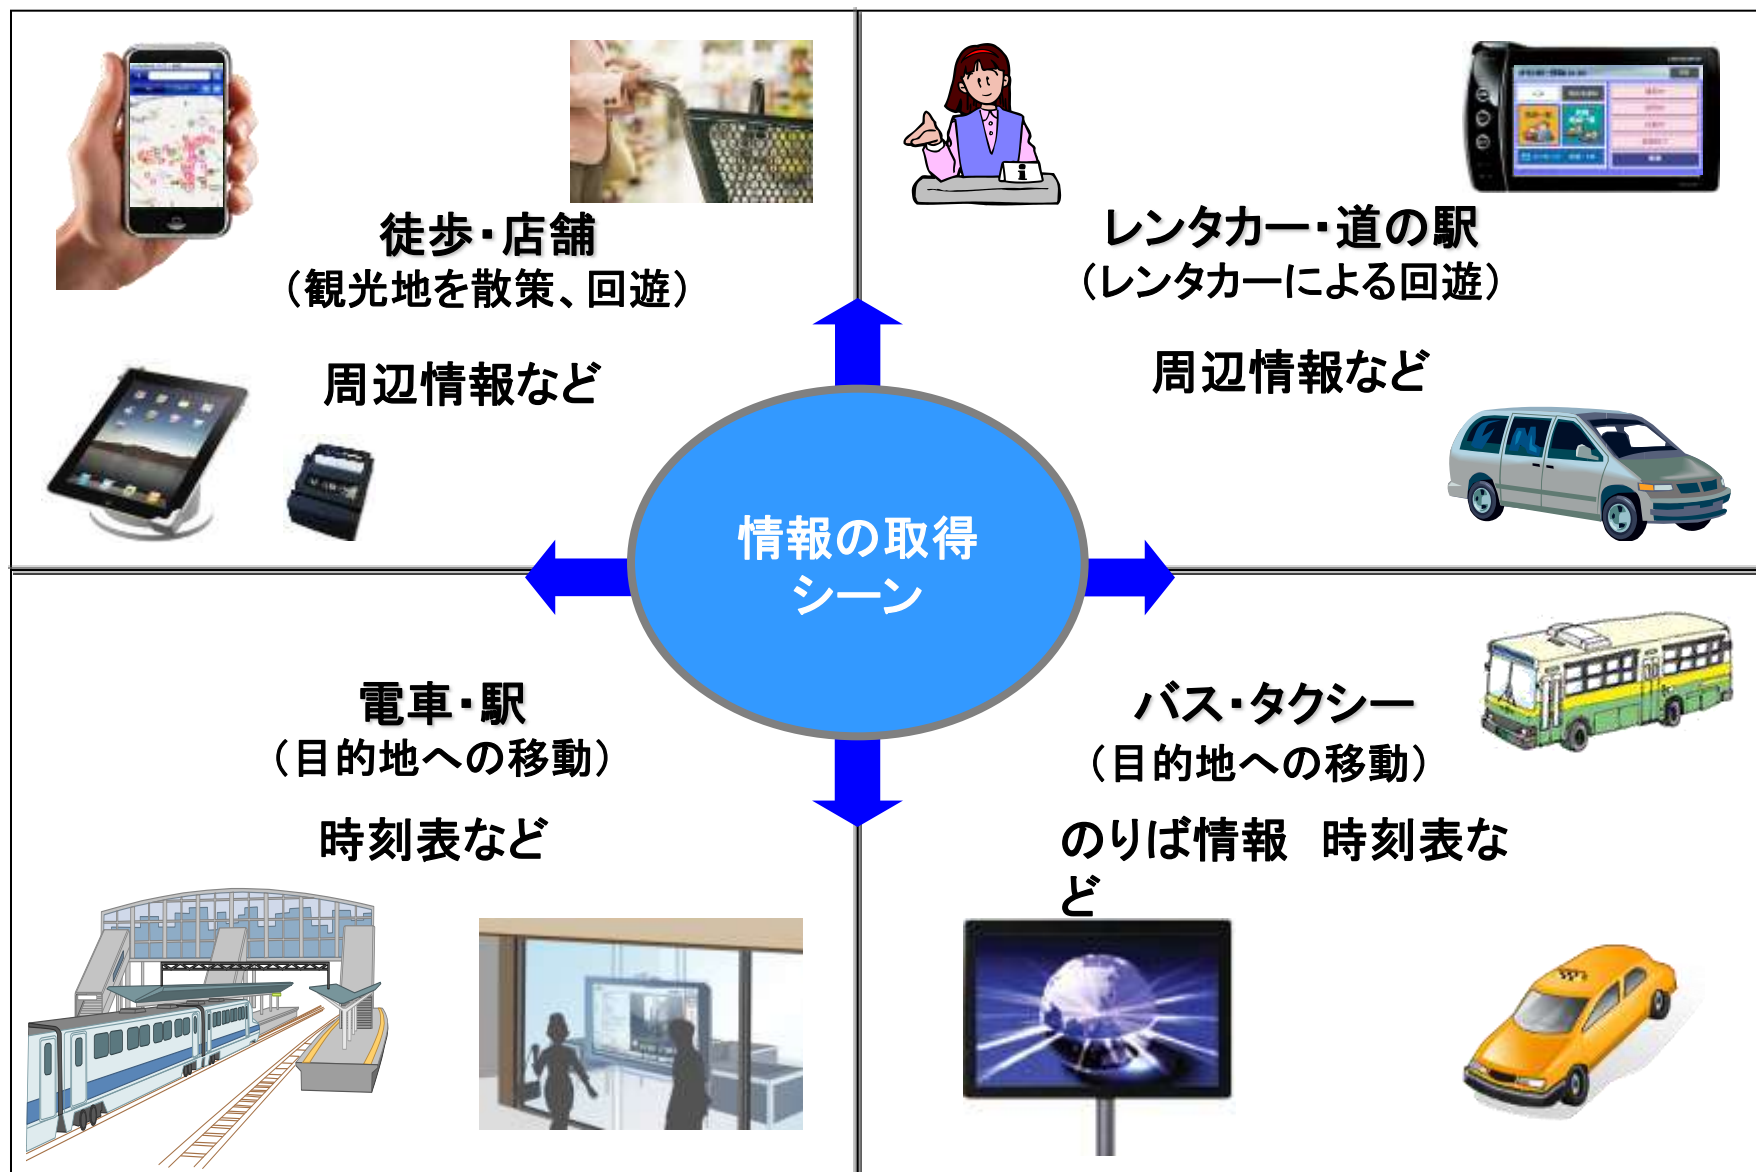 徒歩・店舗
（観光地を散策、回遊）
周辺情報など
レンタカー・道の駅
（レンタカーによる回遊）
周辺情報など
情報の取得
シーン
電車・駅
（目的地への移動）
時刻表など
バス・タクシー
（目的地への移動）
のりば情報　時刻表な
ど
i